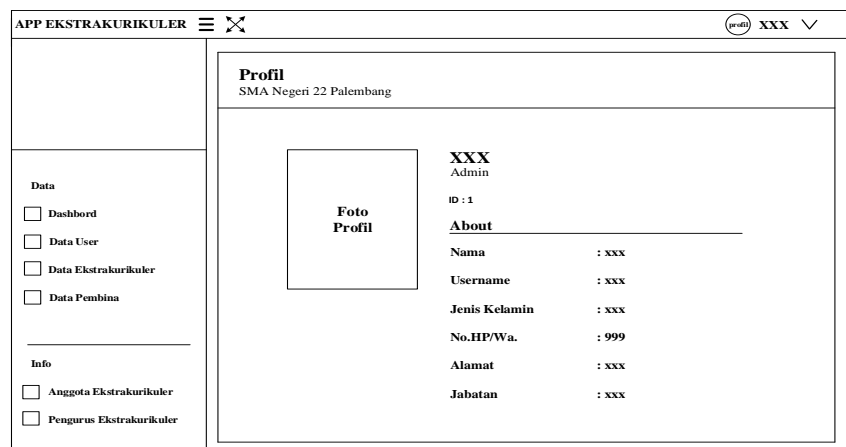 APP EKSTRAKURIKULER
profil XXX
Profil
SMA Negeri 22 Palembang
Data
Dashbord
Data User
Data Ekstrakurikuler
Data Pembina
Info
Anggota Ekstrakurikuler
Pengurus Ekstrakurikuler
Foto
Profil
XXX
Admin
ID : 1
About
Nama : xxx
Username : xxx
Jenis Kelamin : xxx
No.HP/Wa. : 999
Alamat : xxx
Jabatan : xxx